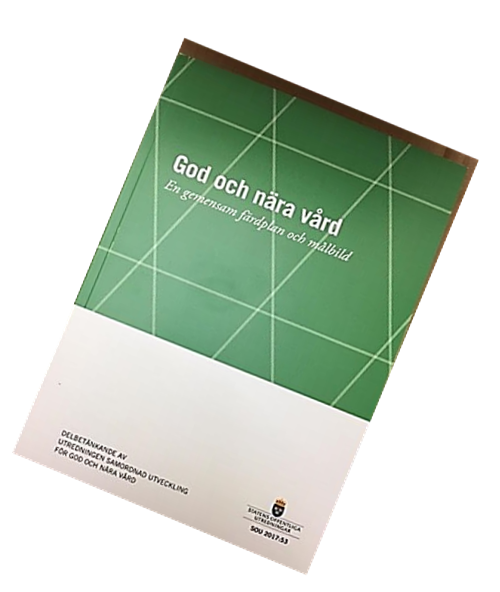 God och nära vård
En gemensam färdplan och målbild
DELBETÄNKANDE AV
UTREDNINGEN SAMORDNAD UTVECKLING
FÖR GOD OCH NÄRA VÅRD
STATENS OFFENTLIGA
UTREDNINGAR
SOU 2017:53